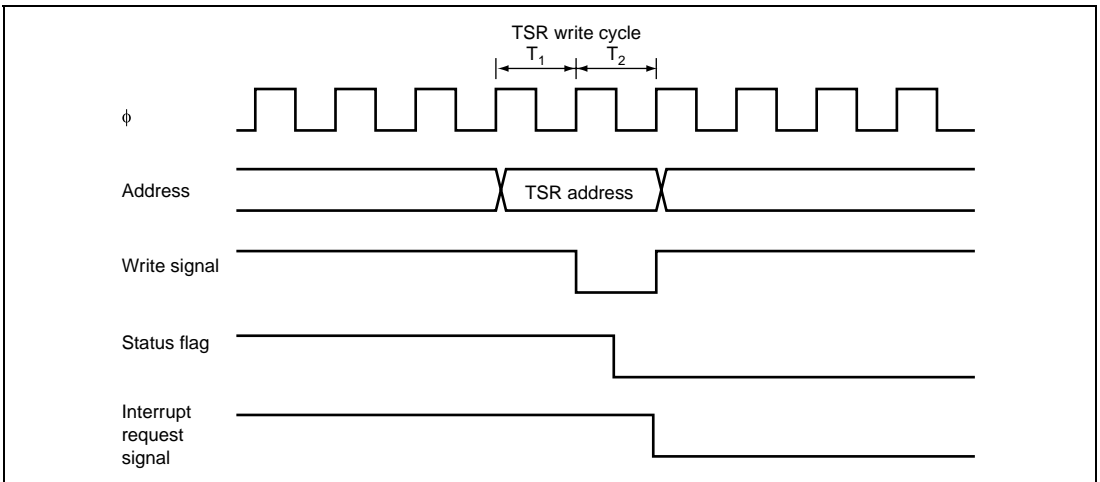 TSR write cycle
T1 T2
ϕ
Address
TSR address
Write signal
Status flag
Interrupt
request
signal